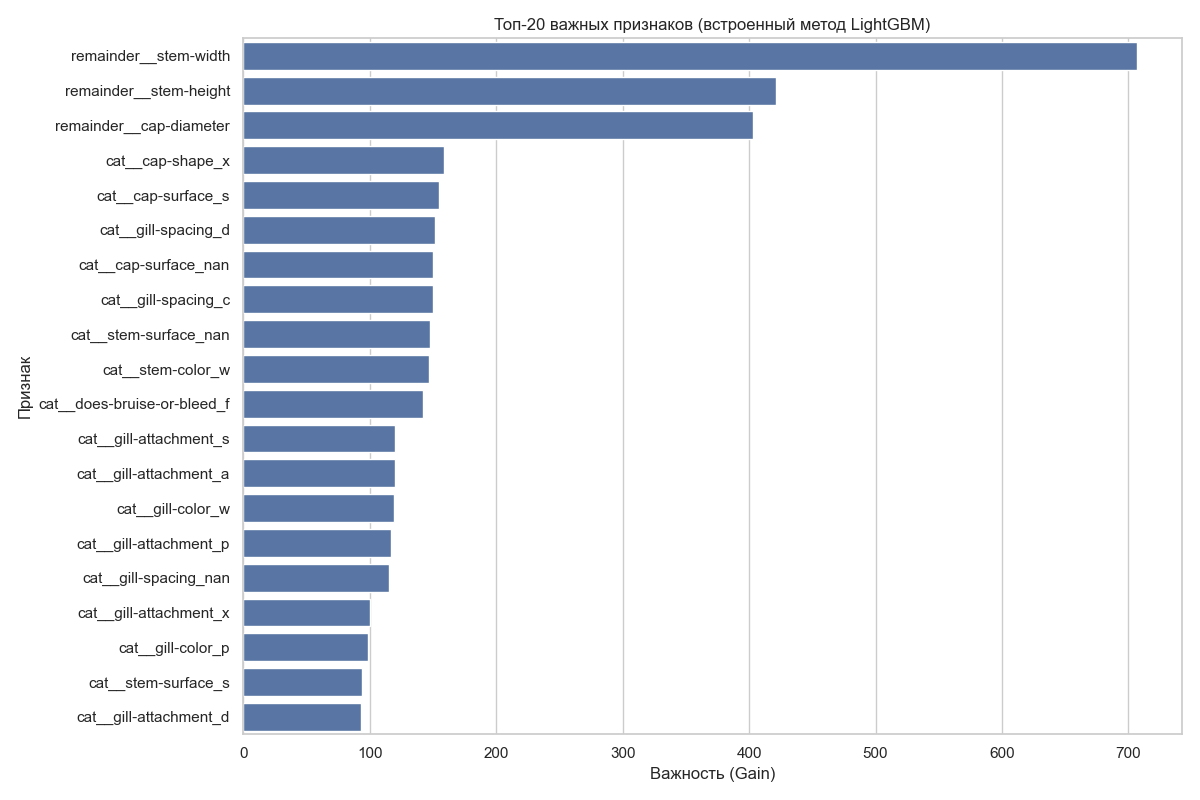 Топ-20 важных признаков (встроенный метод LightGBM)
Признак
remainder__stem-width
remainder__stem-height
remainder__cap-diameter
cat__cap-shape_x
cat__cap-surface_s
cat__gill-spacing_d
cat__cap-surface_nan
cat__gill-spacing_c
cat__stem-surface_nan
cat__stem-color_w
cat__does-bruise-or-bleed_f
cat__gill-attachment_s
cat__gill-attachment_a
cat__gill-color_w
cat__gill-attachment_p
cat__gill-spacing_nan
cat__gill-attachment_x
cat__gill-color_p
cat__stem-surface_s
cat__gill-attachment_d
0 100 200 300 400 500 600 700
Важность (Gain)